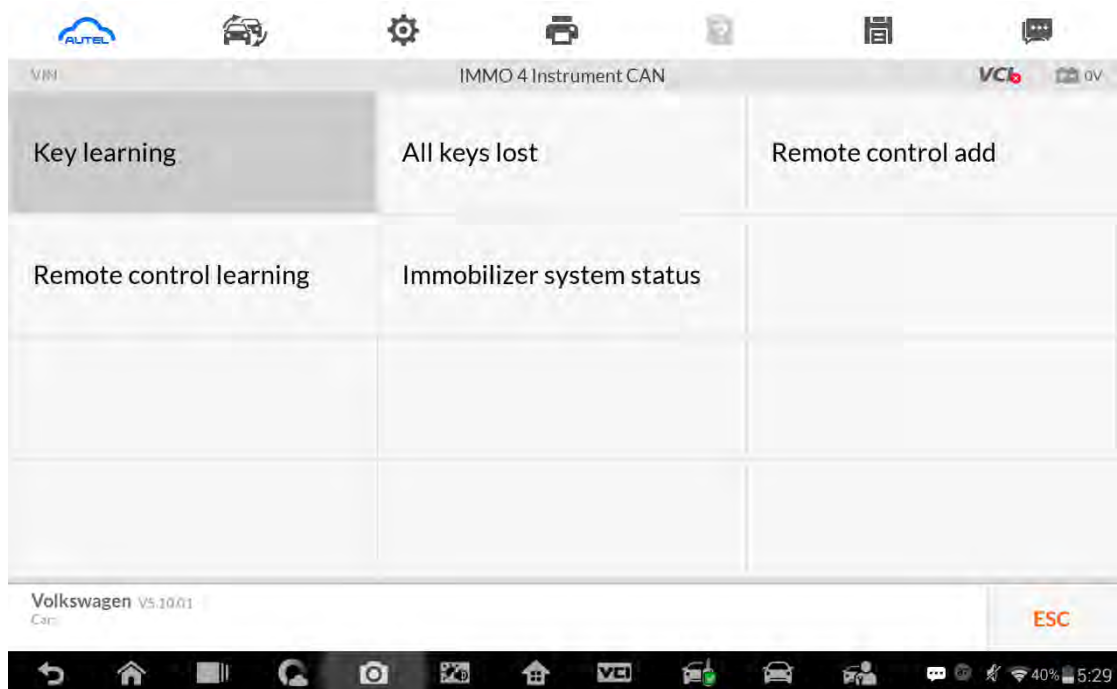 AUTEL
VIN IMMO 4 Instrument CAN VCI 0V
Key learning All keys lost Remote control add
Remote control learning Immobilizer system status
Volkswagen V5.10.01
Car:
ESC
VCI 40% 5:29